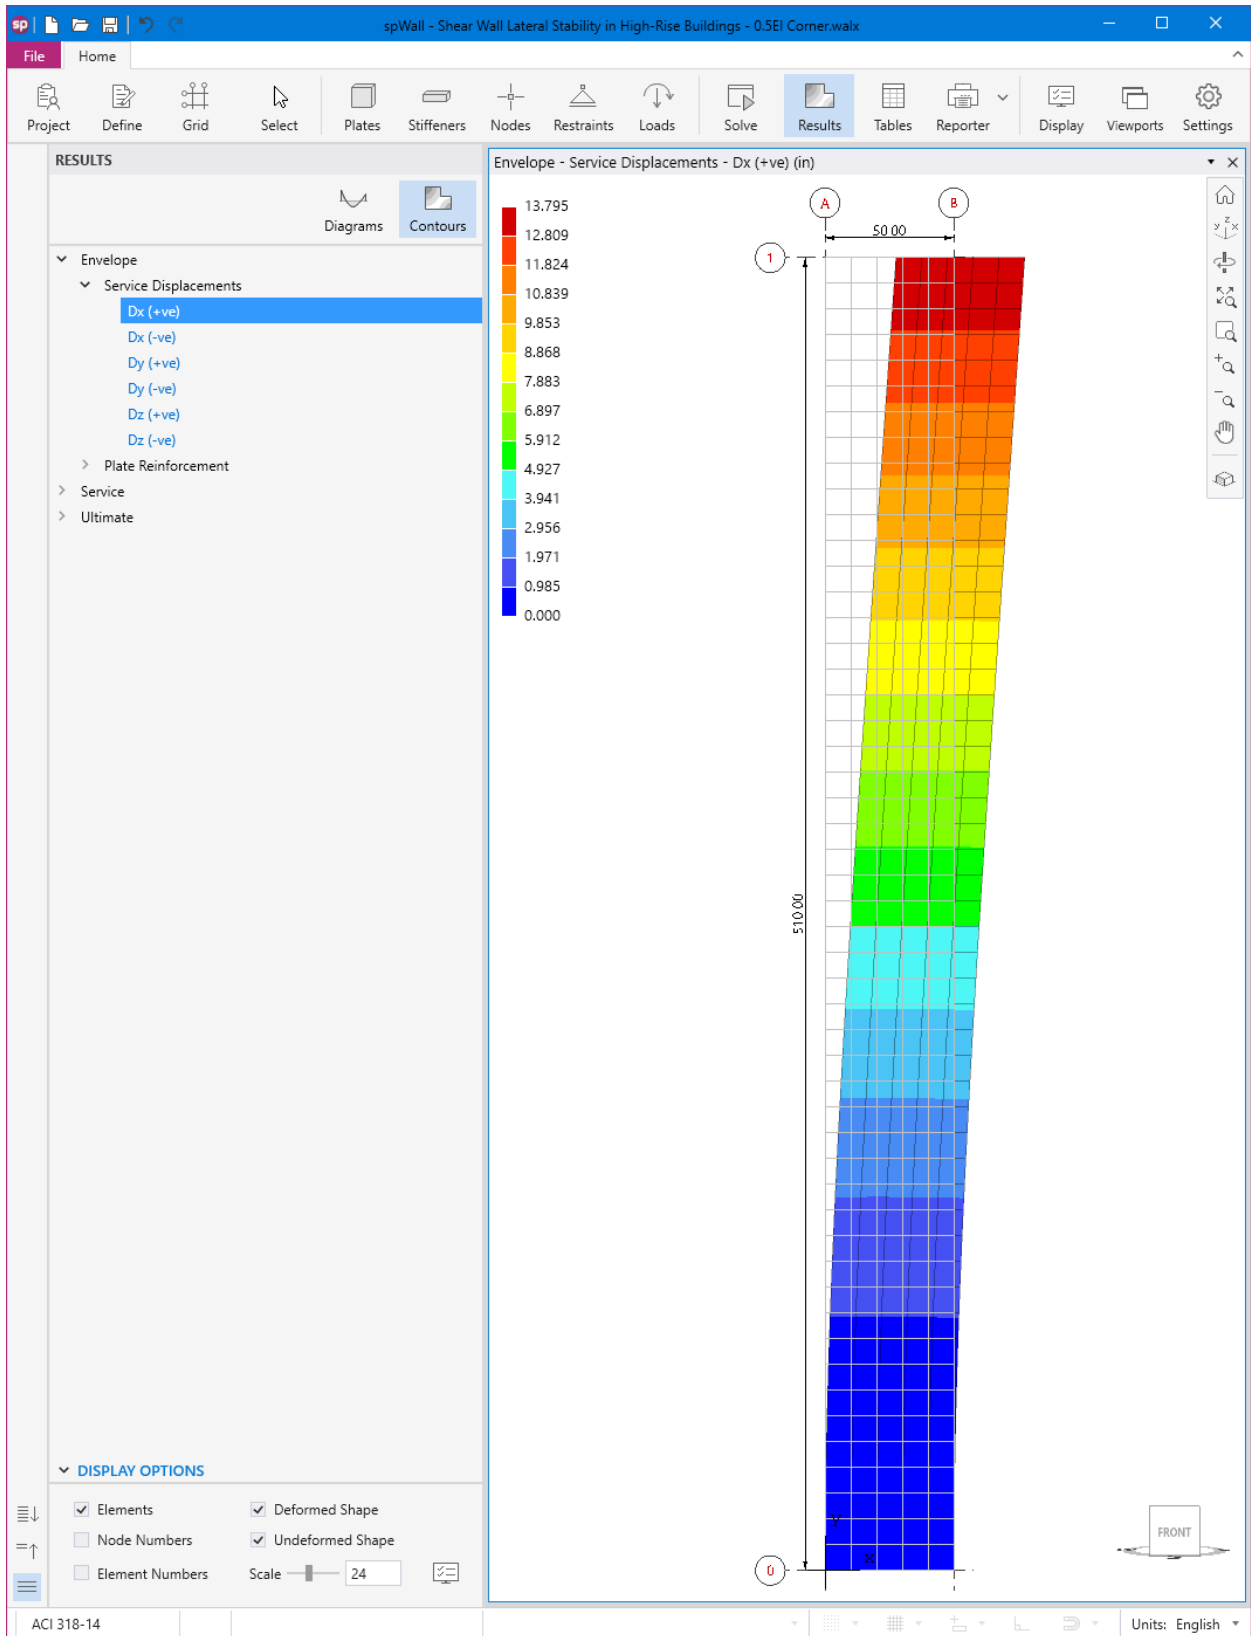 sp
spWall - Shear Wall Lateral Stability in High-Rise Buildings - 0.5EI Corner.walx
File Home
Project Define Grid Select Plates Stiffeners Nodes Restraints Loads Solve Results Tables Reporter Display Viewports Settings
RESULTS
Diagrams Contours
Envelope
Service Displacements
Dx (+ve)
Dx (-ve)
Dy (+ve)
Dy (-ve)
Dz (+ve)
Dz (-ve)
Plate Reinforcement
Service
Ultimate
Envelope - Service Displacements - Dx (+ve) (in)
13.795
12.809
11.824
10.839
9.853
8.868
7.883
6.897
5.912
4.927
3.941
2.956
1.971
0.985
0.000
A B
50.00
1
510.00
0
y
x
FRONT
y z x
DISPLAY OPTIONS
Elements Deformed Shape
Node Numbers Undeformed Shape
Element Numbers Scale 24
ACI 318-14
Units: English